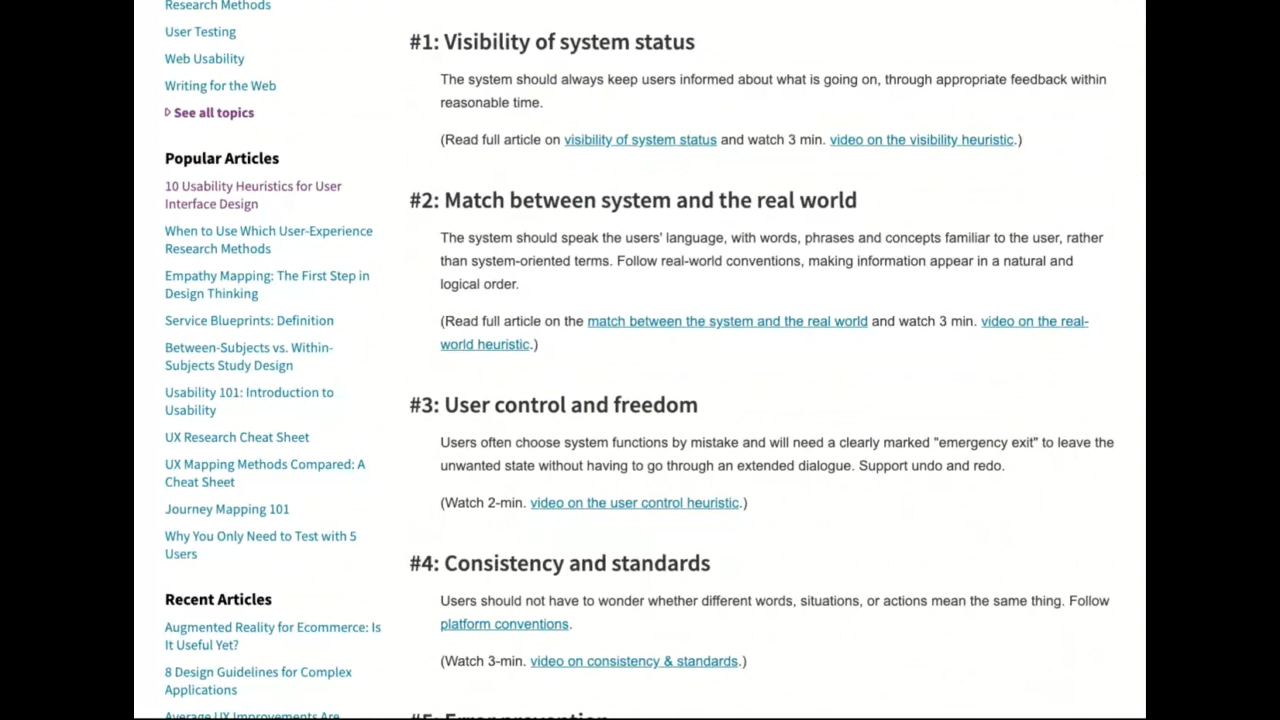 Research Methods
User Testing
Web Usability
Writing for the Web
See all topics
Popular Articles
10 Usability Heuristics for User
Interface Design
When to Use Which User-Experience
Research Methods
Empathy Mapping: The First Step in
Design Thinking
Service Blueprints: Definition
Between-Subjects vs. Within-
Subjects Study Design
Usability 101: Introduction to
Usability
UX Research Cheat Sheet
UX Mapping Methods Compared: A
Cheat Sheet
Journey Mapping 101
Why You Only Need to Test with 5
Users
Recent Articles
Augmented Reality for Ecommerce: Is
It Useful Yet?
8 Design Guidelines for Complex
Applications
Average UX Improvements Are
#1: Visibility of system status
The system should always keep users informed about what is going on, through appropriate feedback within
reasonable time.
(Read full article on visibility of system status and watch 3 min. video on the visibility heuristic.)
#2: Match between system and the real world
The system should speak the users' language, with words, phrases and concepts familiar to the user, rather
than system-oriented terms. Follow real-world conventions, making information appear in a natural and
logical order.
(Read full article on the match between the system and the real world and watch 3 min. video on the real-
world heuristic.)
#3: User control and freedom
Users often choose system functions by mistake and will need a clearly marked "emergency exit" to leave the
unwanted state without having to go through an extended dialogue. Support undo and redo.
(Watch 2-min. video on the user control heuristic.)
#4: Consistency and standards
Users should not have to wonder whether different words, situations, or actions mean the same thing. Follow
platform conventions.
(Watch 3-min. video on consistency & standards.)
#5: Error prevention